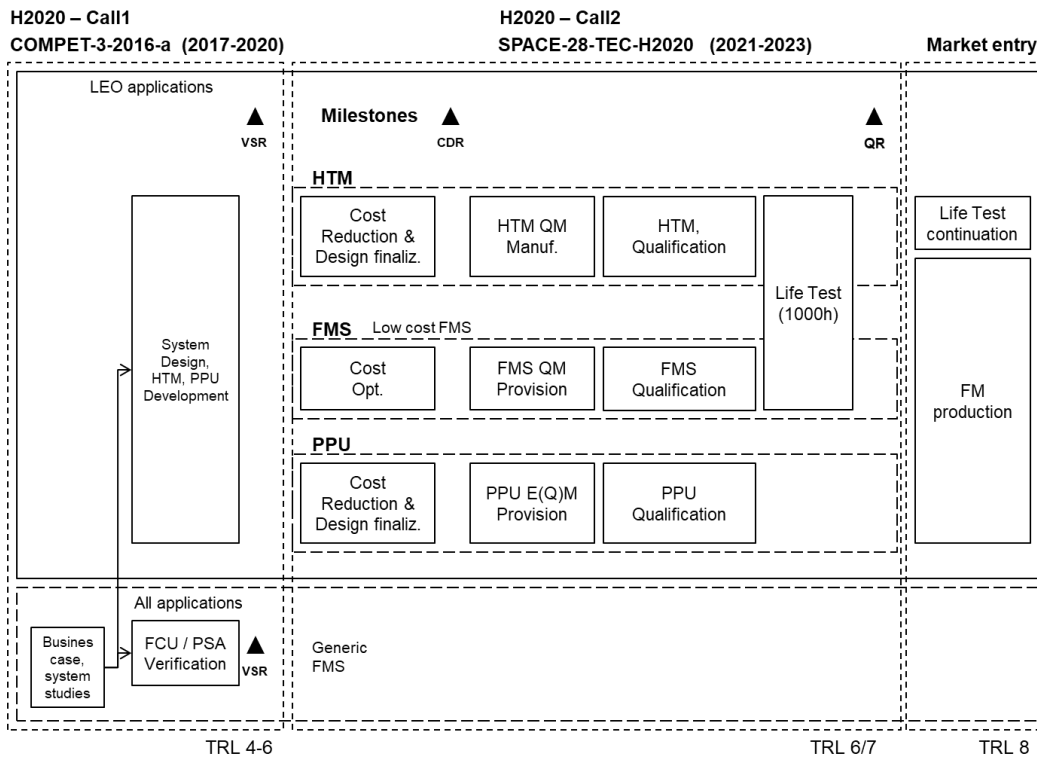 H2020 – Call1
COMPET-3-2016-a (2017-2020)
H2020 – Call2
SPACE-28-TEC-H2020 (2021-2023)
Market entry
LEO applications
VSR
Milestones
CDR
QR
HTM
Cost
Reduction &
Design finaliz.
HTM QM
Manuf.
HTM,
Qualification
Life Test
(1000h)
Life Test
continuation
System
Design,
HTM, PPU
Development
FMS
Low cost FMS
Cost
Opt.
FMS QM
Provision
FMS
Qualification
FM
production
PPU
Cost
Reduction &
Design finaliz.
PPU E(Q)M
Provision
PPU
Qualification
All applications
Busines
case,
system
studies
FCU / PSA
Verification
VSR
Generic
FMS
TRL 4-6
TRL 6/7
TRL 8